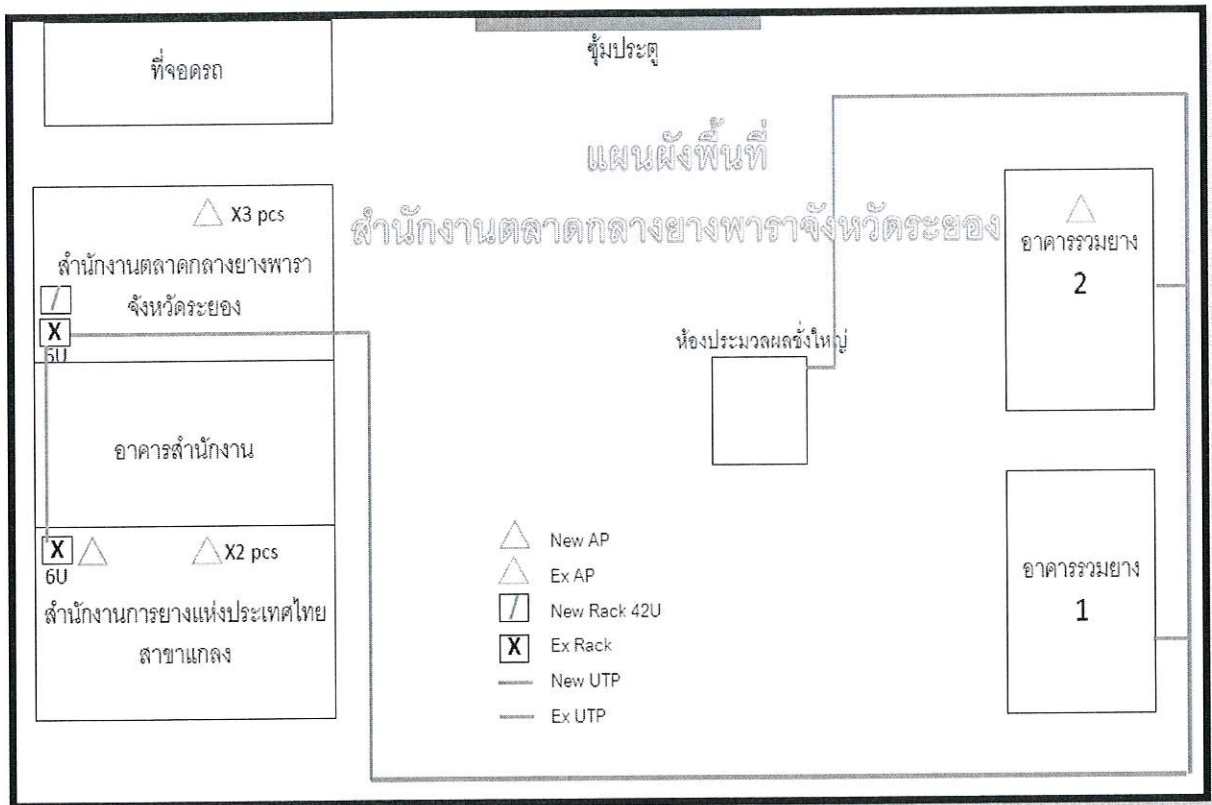 ที่จอดรถ
ซุ้มประตู
แผนผังพื้นที่
สำนักงานตลาดกลางยางพาราจังหวัดระยอง
X3 pcs
สำนักงานตลาดกลางยางพารา
จังหวัดระยอง
/
X
6U
อาคารสำนักงาน
X
X2 pcs
6U
สำนักงานการยางแห่งประเทศไทย
สาขาแกลง
ห้องประมวลผลชั่งใหญ่
อาคารรวมยาง
2
อาคารรวมยาง
1
New AP
Ex AP
/ New Rack 42U
X Ex Rack
New UTP
Ex UTP